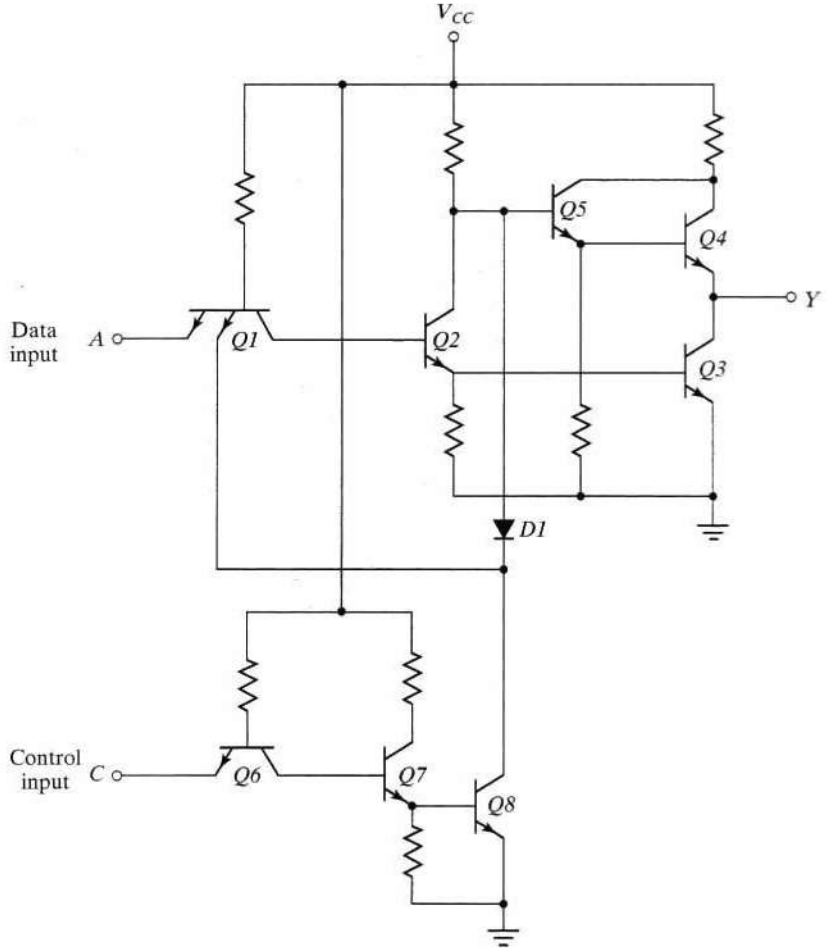 V_CC
Q5
Q4
Data
input
A
Q1
Q2
Y
Q3
D1
Control
input
C
Q6
Q7
Q8